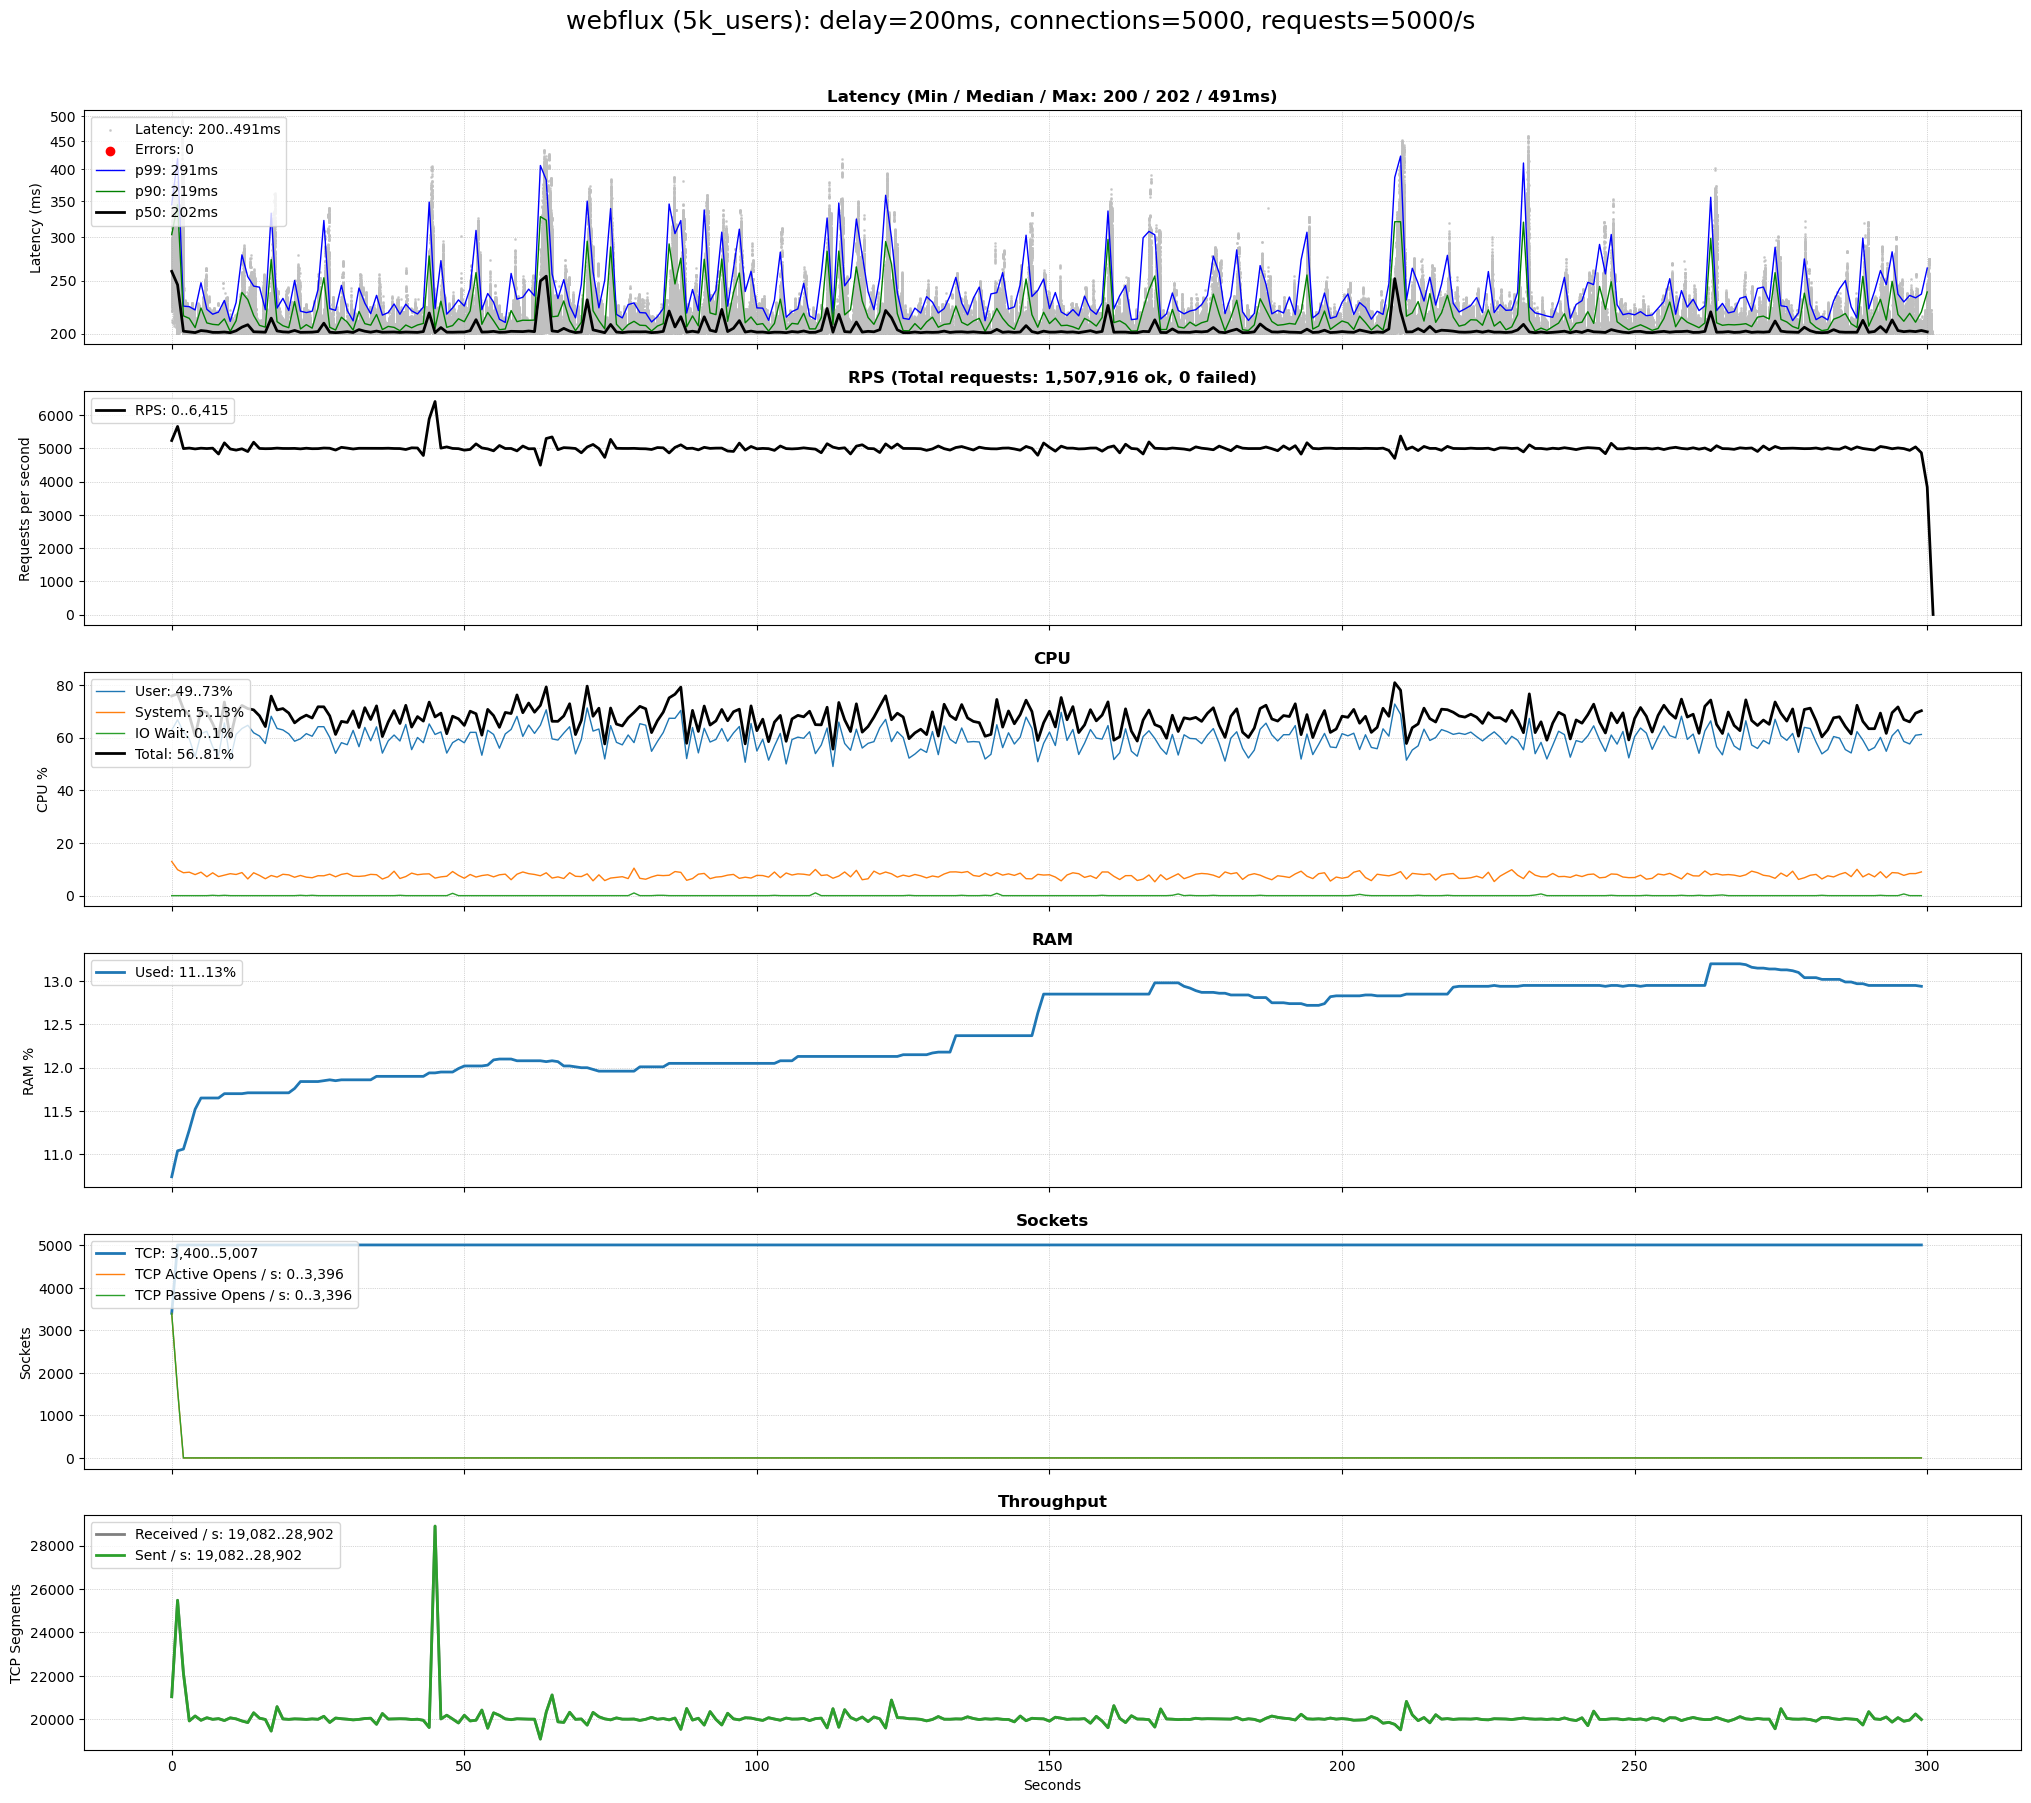 webflux (5k_users): delay=200ms, connections=5000, requests=5000/s
Latency (Min / Median / Max: 200 / 202 / 491ms)
Latency (ms)
500
450
400
350
300
250
200
Latency: 200..491ms
Errors: 0
p99: 291ms
p90: 219ms
p50: 202ms
RPS (Total requests: 1,507,916 ok, 0 failed)
Requests per second
6000
5000
4000
3000
2000
1000
0
RPS: 0..6,415
CPU
CPU %
80
60
40
20
0
User: 49..73%
System: 5..13%
IO Wait: 0..1%
Total: 56..81%
RAM
RAM %
13.0
12.5
12.0
11.5
11.0
Used: 11..13%
Sockets
Sockets
5000
4000
3000
2000
1000
0
TCP: 3,400..5,007
TCP Active Opens / s: 0..3,396
TCP Passive Opens / s: 0..3,396
Throughput
TCP Segments
28000
26000
24000
22000
20000
Received / s: 19,082..28,902
Sent / s: 19,082..28,902
0 50 100 150 200 250 300
Seconds